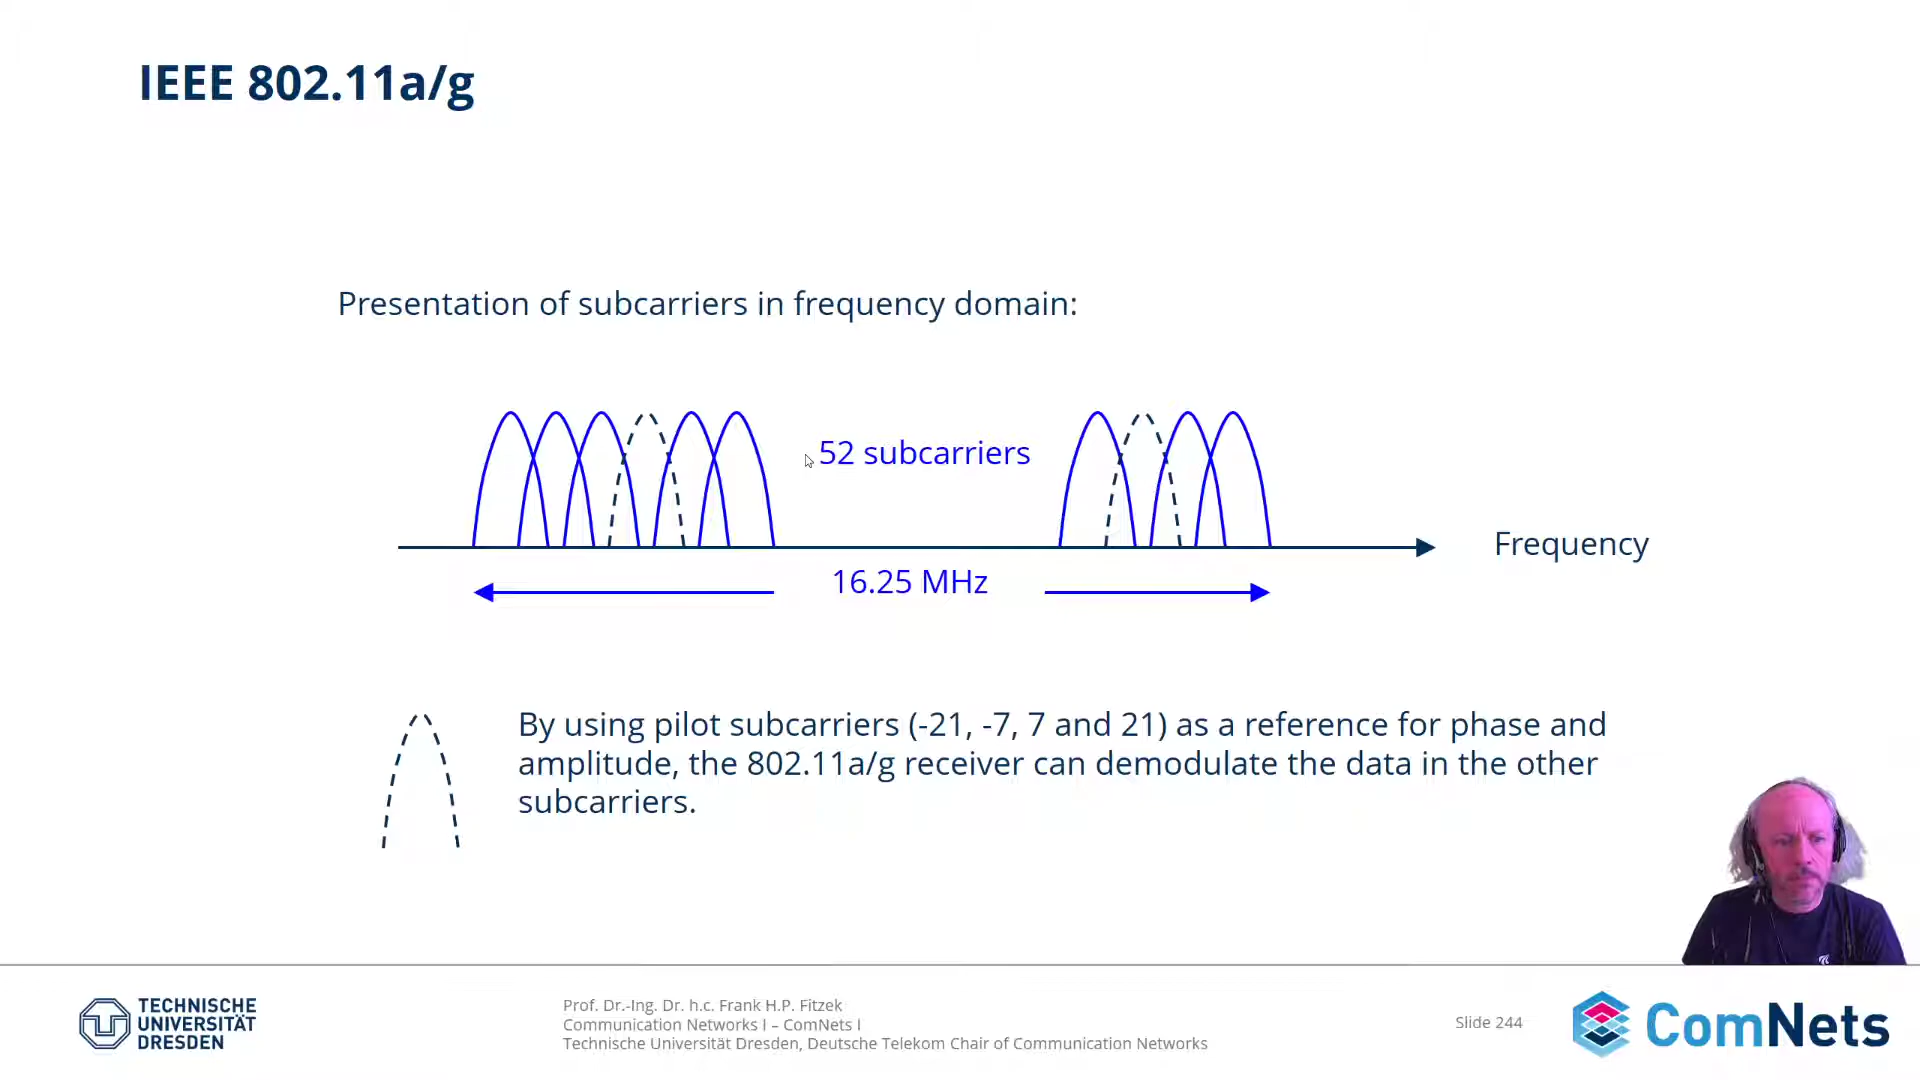 IEEE 802.11a/g
Presentation of subcarriers in frequency domain:
52 subcarriers
Frequency
16.25 MHz
By using pilot subcarriers (-21, -7, 7 and 21) as a reference for phase and
amplitude, the 802.11a/g receiver can demodulate the data in the other
subcarriers.
TECHNISCHE
UNIVERSITÄT
DRESDEN
Prof. Dr.-Ing. Dr. h.c. Frank H.P. Fitzek
Communication Networks I – ComNets I
Technische Universität Dresden, Deutsche Telekom Chair of Communication Networks
Slide 244
ComNets